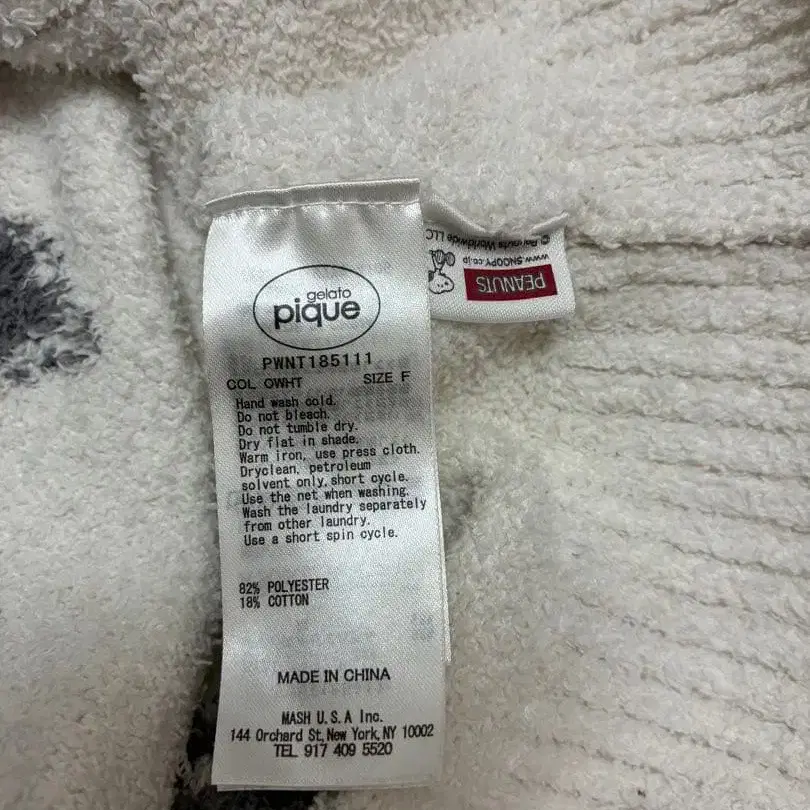 gelato
pique
PWNT185111
COL OWHT SIZE F
Hand wash cold.
Do not bleach.
Do not tumble dry.
Dry flat in shade.
Warm iron, use press cloth.
Dryclean, petroleum
solvent only, short cycle.
Use the net when washing.
Wash the laundry separately
from other laundry.
Use a short spin cycle.
82% POLYESTER
18% COTTON
MADE IN CHINA
MASH U.S.A Inc.
144 Orchard St, New York, NY 10002
TEL 917 409 5520
PEANUTS
www.SNOOPY.co.jp
© Peanuts Worldwide LLC